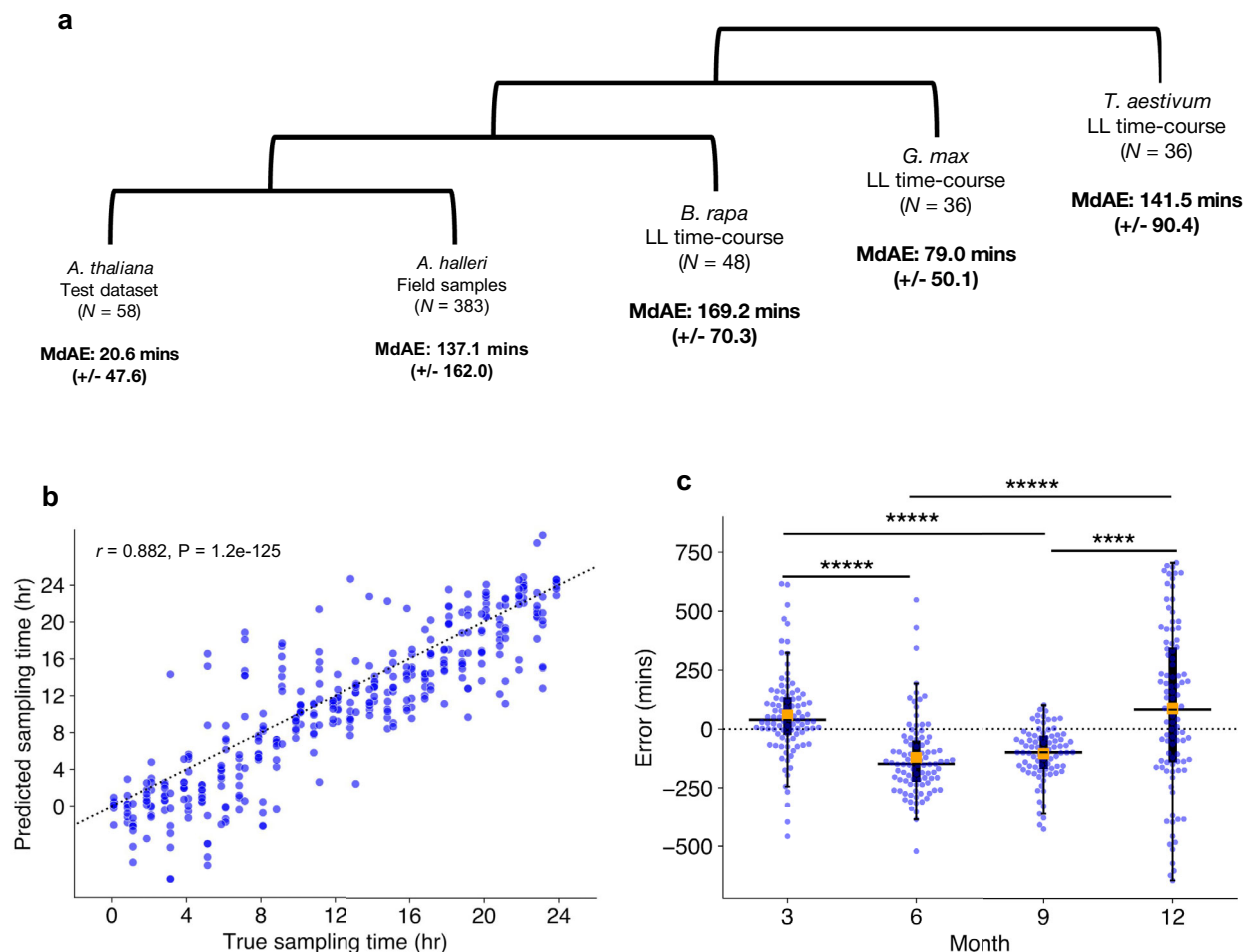 a
A. thaliana
Test dataset
(N = 58)
MdAE: 20.6 mins
(+/- 47.6)
A. halleri
Field samples
(N = 383)
MdAE: 137.1 mins
(+/- 162.0)
B. rapa
LL time-course
(N = 48)
MdAE: 169.2 mins
(+/- 70.3)
G. max
LL time-course
(N = 36)
MdAE: 79.0 mins
(+/- 50.1)
T. aestivum
LL time-course
(N = 36)
MdAE: 141.5 mins
(+/- 90.4)
b
r = 0.882, P = 1.2e-125
Predicted sampling time (hr)
24
20
16
12
8
4
0
0 4 8 12 16 20 24
True sampling time (hr)
c
*****
*****
****
*****
Error (mins)
750
500
250
0
−250
−500
3 6 9 12
Month